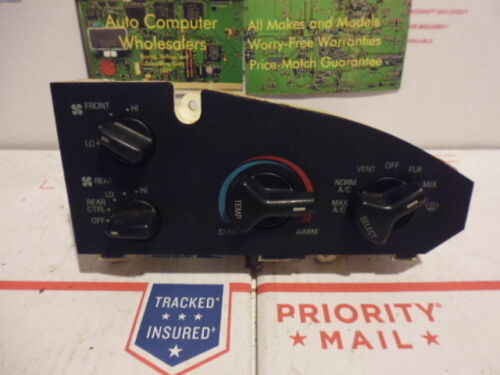 Auto Computer
Wholesalers
All Makes and Models
Worry-Free Warranties
Price-Match Guarantee
FRONT
HI
LO
REAR
LO
HI
REAR
CTRL
OFF
TEMP
COOL
WARM
VENT
OFF
FLR
NORM
A/C
MIX
MAX
A/C
SELECT
TRACKED*
INSURED*
PRIORITY*
MAIL